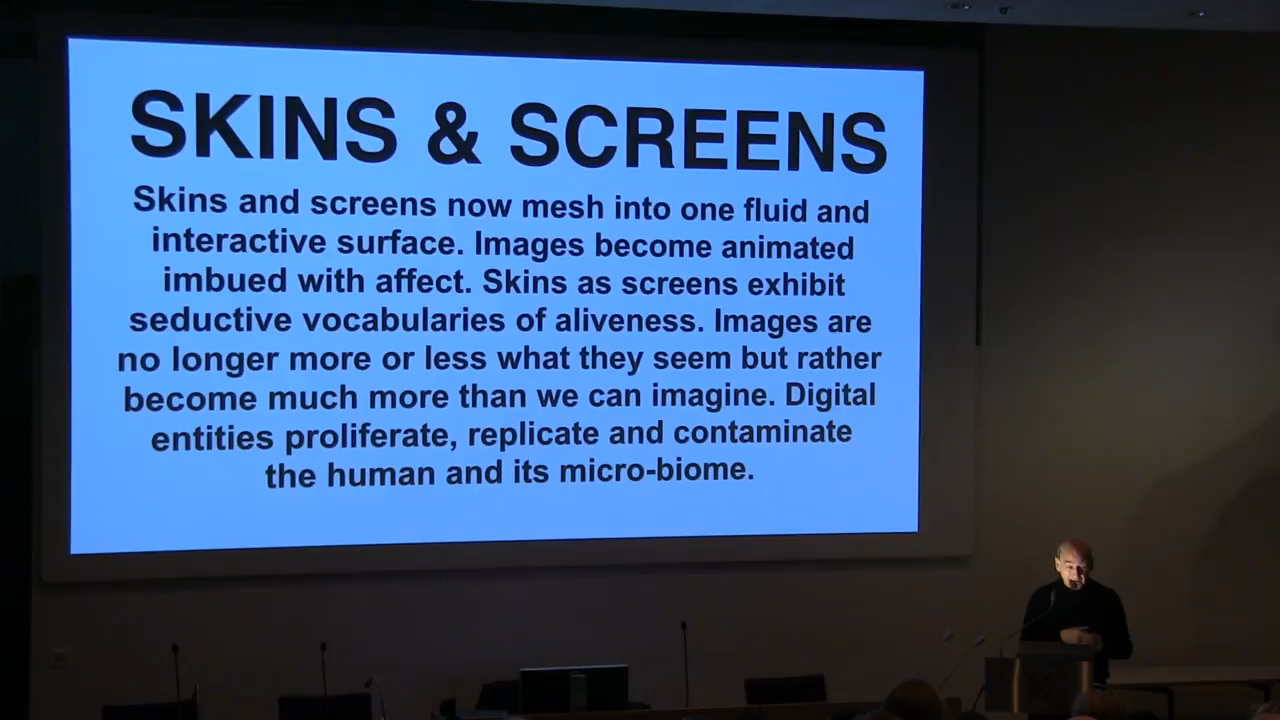 SKINS & SCREENS
Skins and screens now mesh into one fluid and
interactive surface. Images become animated
imbued with affect. Skins as screens exhibit
seductive vocabularies of aliveness. Images are
no longer more or less what they seem but rather
become much more than we can imagine. Digital
entities proliferate, replicate and contaminate
the human and its micro-biome.